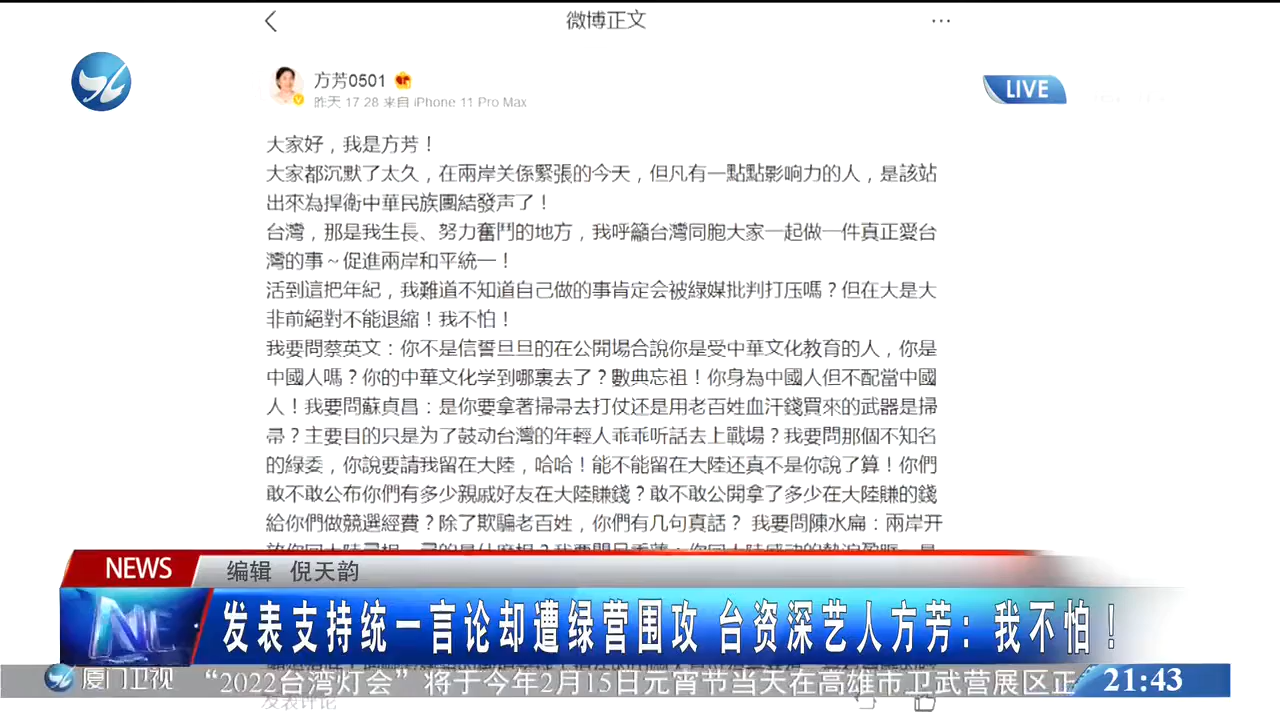 微博正文
方芳0501
LIVE
昨天 17 28 来自 iPhone 11 Pro Max
大家好，我是方芳！
大家都沉默了太久，在兩岸关係緊張的今天，但凡有一點點影响力的人，是該站
出來為捍衛中華民族團結發声了！
台灣，那是我生長、努力奮鬥的地方，我呼籲台灣同胞大家一起做一件真正愛台
灣的事～促進兩岸和平統一！
活到這把年紀，我難道不知道自己做的事肯定会被綠媒批判打压嗎？但在大是大
非前絕對不能退縮！我不怕！
我要問蔡英文：你不是信誓旦旦的在公開場合說你是受中華文化教育的人，你是
中國人嗎？你的中華文化学到哪裏去了？數典忘祖！你身為中國人但不配當中國
人！我要問蘇貞昌：是你要拿著掃帚去打仗还是用老百姓血汗錢買來的武器是掃
帚？主要目的只是为了鼓动台灣的年輕人乖乖听話去上戰場？我要問那個不知名
的綠委，你說要請我留在大陸，哈哈！能不能留在大陸还真不是你說了算！你們
敢不敢公布你們有多少親戚好友在大陸賺錢？敢不敢公開拿了多少在大陸賺的錢
給你們做競選經費？除了欺騙老百姓，你們有几句真話？ 我要問陳水扁：兩岸开
NEWS
编辑 倪天韵
发表支持统一言论却遭绿营围攻 台资深艺人方芳：我不怕！
厦门卫视
“2022台湾灯会”将于今年2月15日元宵节当天在高雄市卫武营展区正
21:43
发表评论